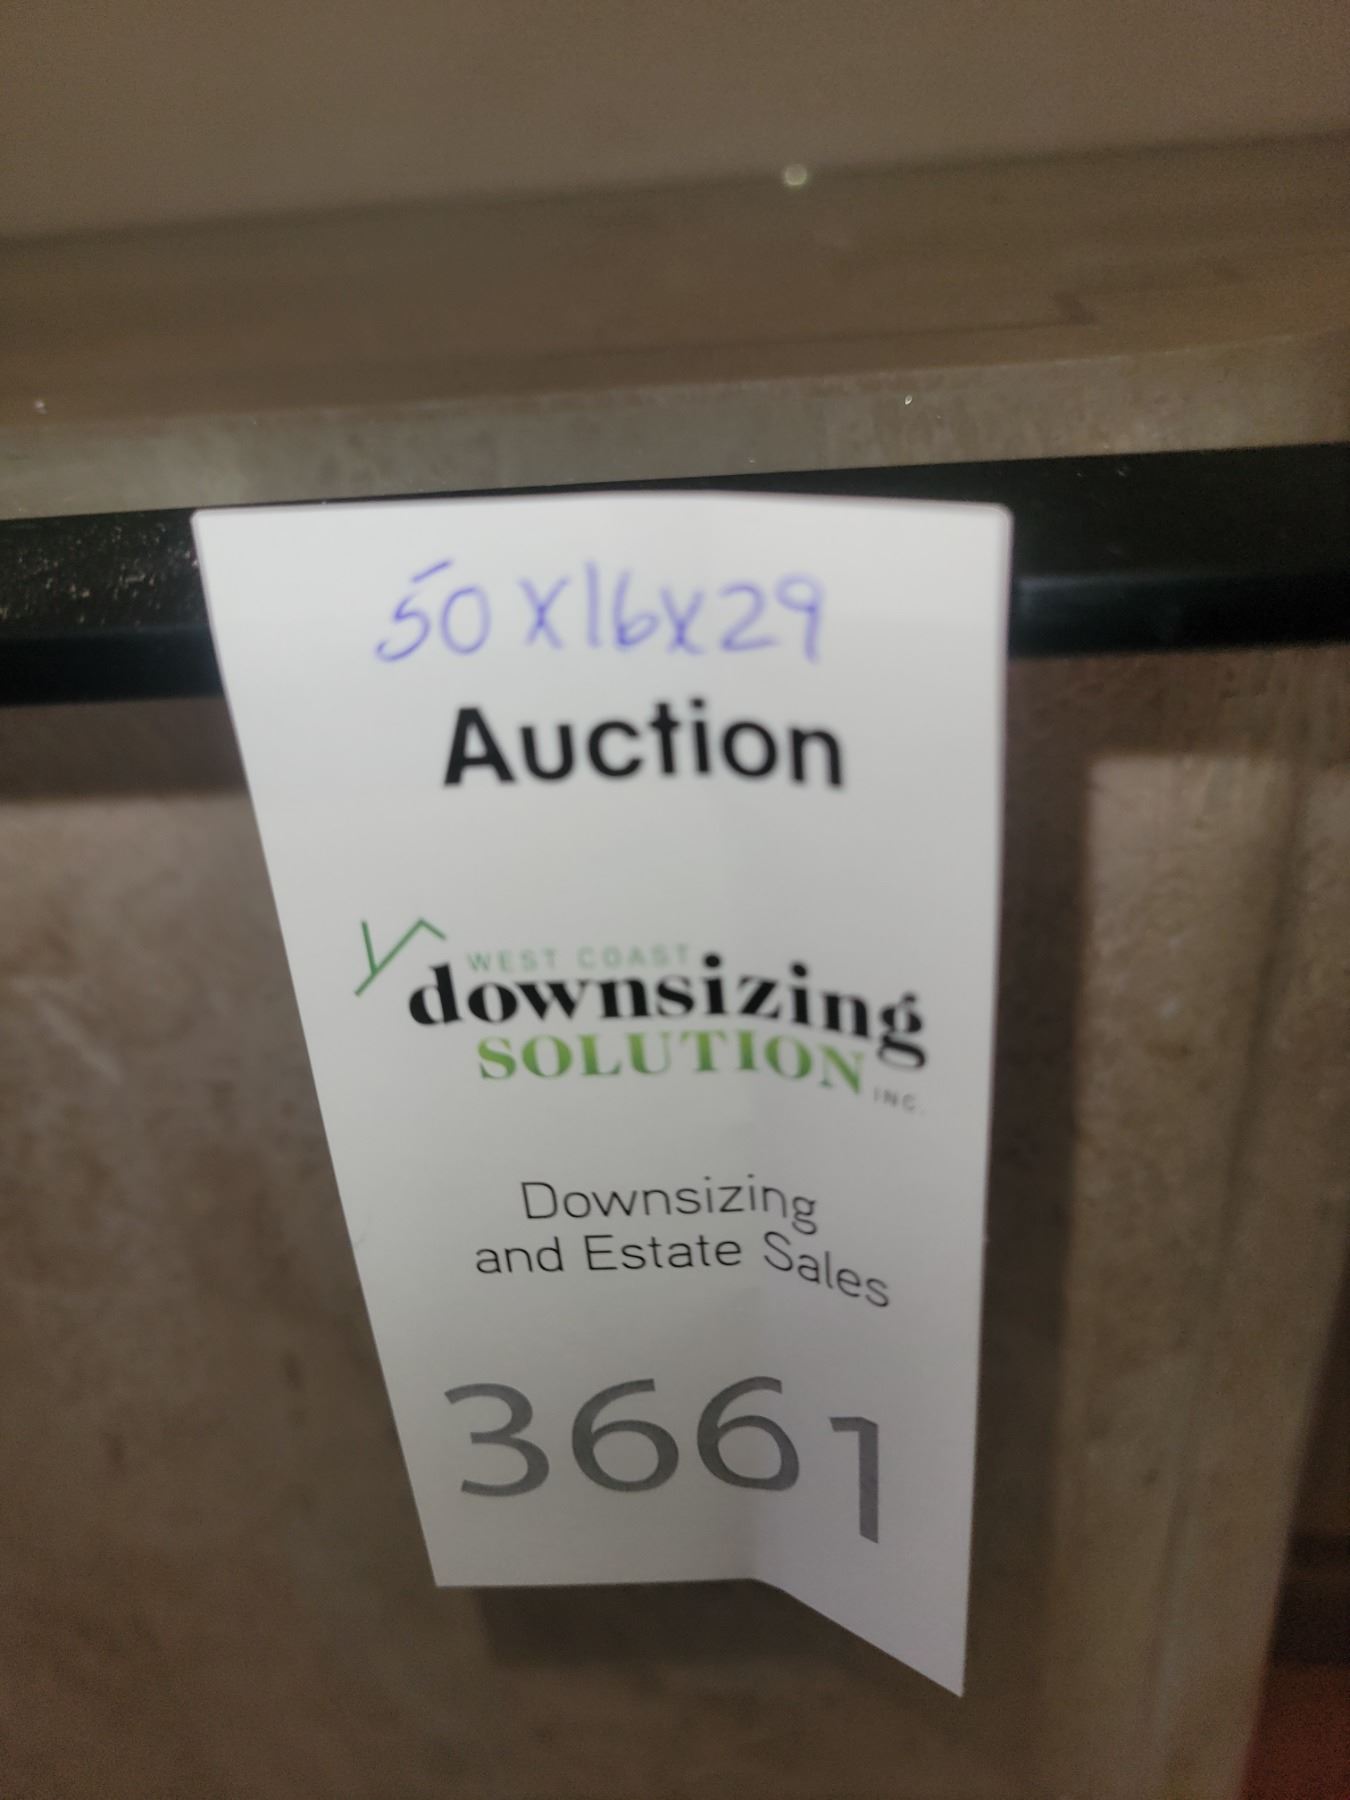 50 X 16 X 29
Auction
WEST COAST
downsizing
SOLUTION INC.
Downsizing
and Estate Sales
3661